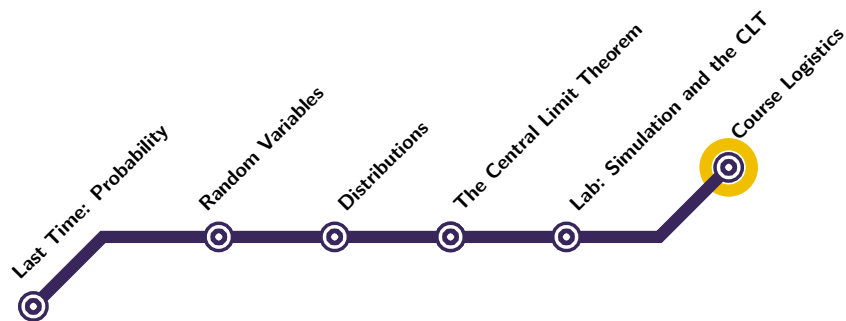 Last Time: Probability
Random Variables
Distributions
The Central Limit Theorem
Lab: Simulation and the CLT
Course Logistics